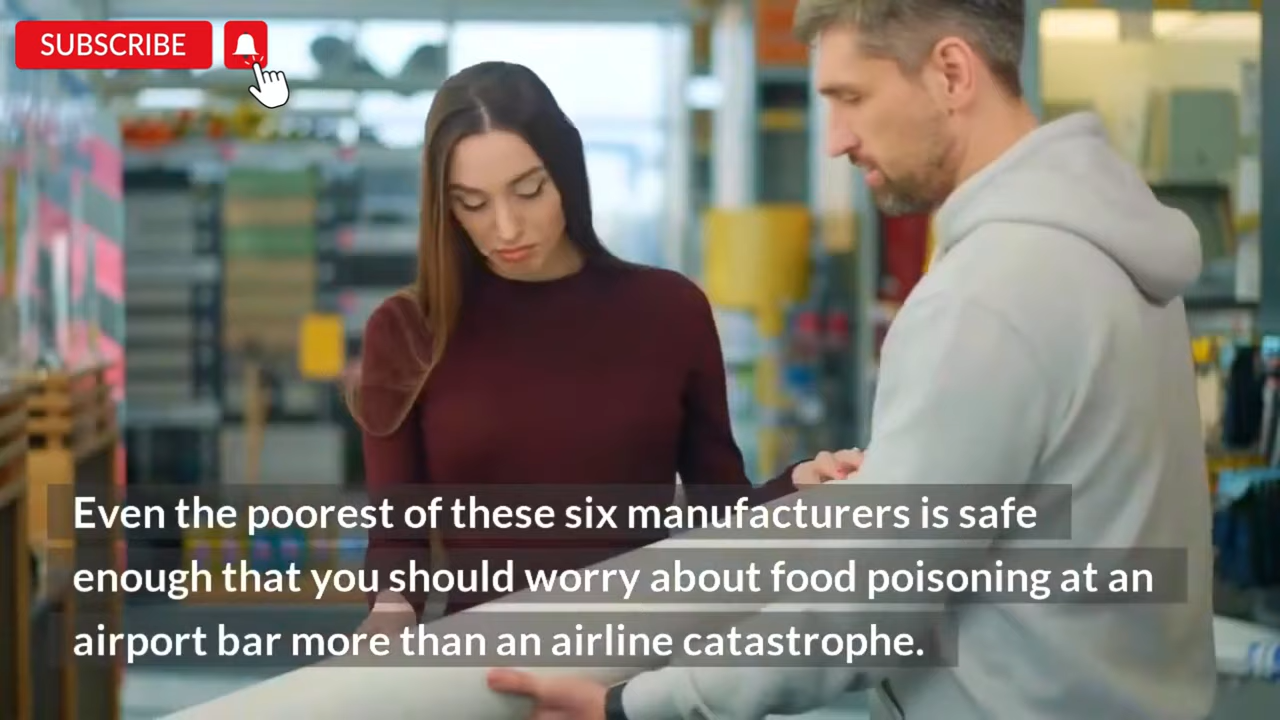 SUBSCRIBE
Even the poorest of these six manufacturers is safe
enough that you should worry about food poisoning at an
airport bar more than an airline catastrophe.